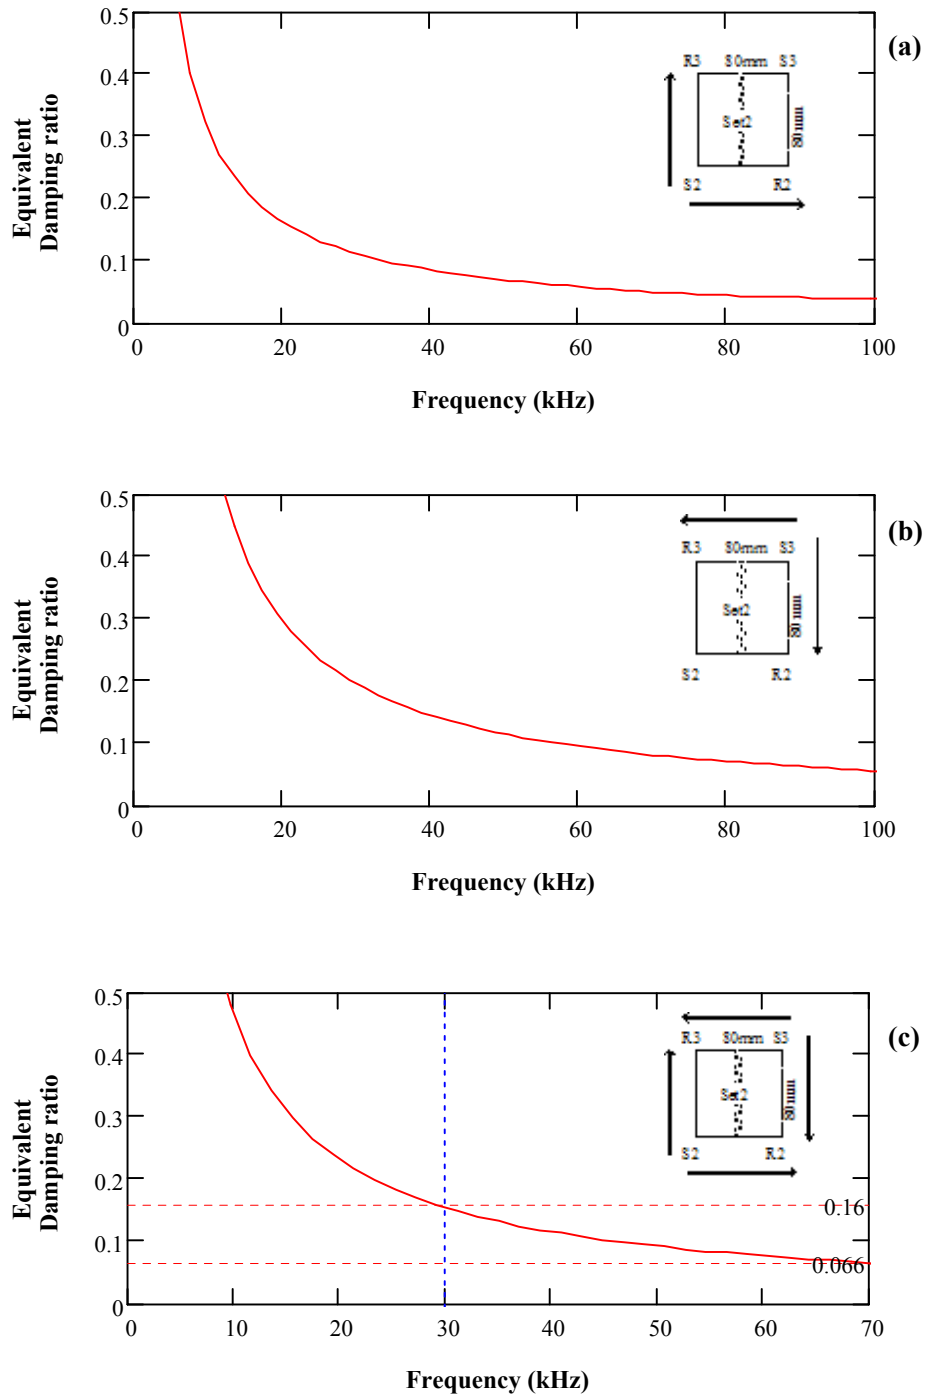 (a)
0.5
0.4
0.3
0.2
0.1
0
Equivalent
Damping ratio
R3 80mm S3
Set2
80 mm
S2 R2
0 20 40 60 80 100
Frequency (kHz)
(b)
0.5
0.4
0.3
0.2
0.1
0
Equivalent
Damping ratio
R3 80mm S3
Set2
80 mm
S2 R2
0 20 40 60 80 100
Frequency (kHz)
(c)
0.5
0.4
0.3
0.2
0.1
0
Equivalent
Damping ratio
R3 80mm S3
Set2
80 mm
S2 R2
0.16
0.066
0 10 20 30 40 50 60 70
Frequency (kHz)